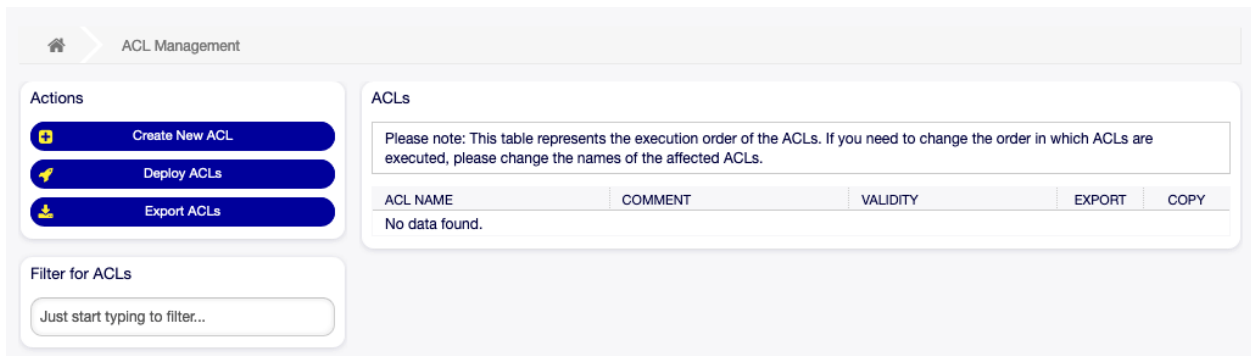 ACL Management
Actions
Create New ACL
Deploy ACLs
Export ACLs
Filter for ACLs
Just start typing to filter...
ACLs
Please note: This table represents the execution order of the ACLs. If you need to change the order in which ACLs are
executed, please change the names of the affected ACLs.
ACL NAME COMMENT VALIDITY EXPORT COPY
No data found.